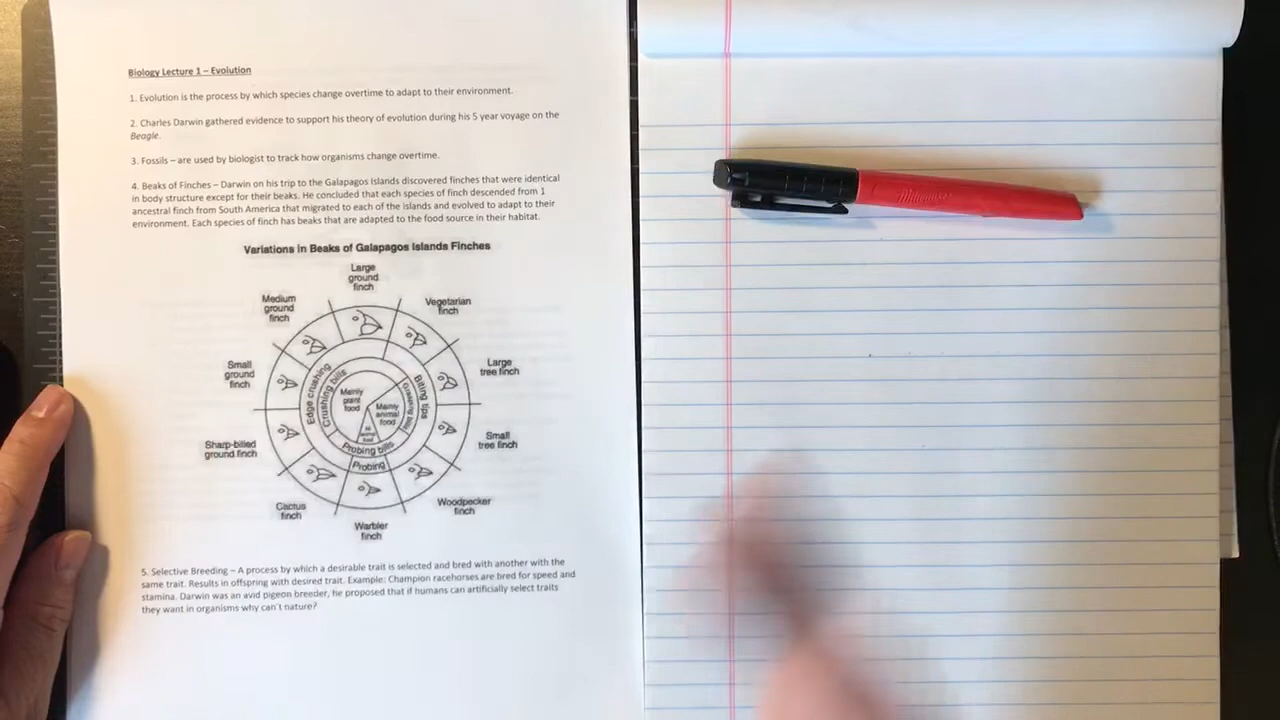 Biology Lecture 1 – Evolution
1. Evolution is the process by which species change overtime to adapt to their environment.
2. Charles Darwin gathered evidence to support his theory of evolution during his 5 year voyage on the
Beagle.
3. Fossils – are used by biologist to track how organisms change overtime.
4. Beaks of Finches – Darwin on his trip to the Galapagos Islands discovered finches that were identical
in body structure except for their beaks. He concluded that each species of finch descended from 1
ancestral finch from South America that migrated to each of the islands and evolved to adapt to their
environment. Each species of finch has beaks that are adapted to the food source in their habitat.
Variations in Beaks of Galapagos Islands Finches
Large
ground
finch
Medium
ground
finch
Vegetarian
finch
Small
ground
finch
Large
tree finch
Edge crushing
Crushing bills
Mainly
plant
food
Mainly
animal
food
Biting tips
Probing bills
Probing
Sharp-billed
ground finch
Small
tree finch
Cactus
finch
Woodpecker
finch
Warbler
finch
5. Selective Breeding – A process by which a desirable trait is selected and bred with another with the
same trait. Results in offspring with desired trait. Example: Champion racehorses are bred for speed and
stamina. Darwin was an avid pigeon breeder, he proposed that if humans can artificially select traits
they want in organisms why can't nature?